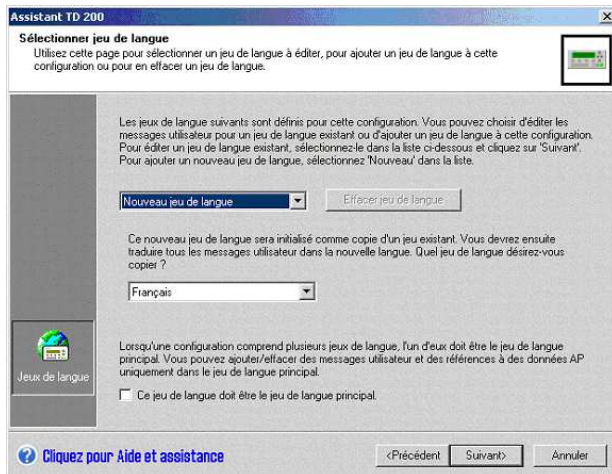 Assistant TD 200
Sélectionner jeu de langue
Utilisez cette page pour sélectionner un jeu de langue à éditer, pour ajouter un jeu de langue à cette
configuration ou pour en effacer un jeu de langue.
Les jeux de langue suivants sont définis pour cette configuration. Vous pouvez choisir d'éditer les
messages utilisateur pour un jeu de langue existant ou d'ajouter un jeu de langue à cette configuration.
Pour éditer un jeu de langue existant, sélectionnez-le dans la liste ci-dessous et cliquez sur 'Suivant'.
Pour ajouter un nouveau jeu de langue, sélectionnez 'Nouveau' dans la liste.
Nouveau jeu de langue
Effacer jeu de langue
Ce nouveau jeu de langue sera initialisé comme copie d'un jeu existant. Vous devrez ensuite
traduire tous les messages utilisateur dans la nouvelle langue. Quel jeu de langue désirez-vous
copier ?
Français
Lorsqu'une configuration comprend plusieurs jeux de langue, l'un d'eux doit être le jeu de langue
principal. Vous pouvez ajouter/effacer des messages utilisateur et des références à des données AP
uniquement dans le jeu de langue principal.
Jeux de langue
Ce jeu de langue doit être le jeu de langue principal.
Cliquez pour Aide et assistance
<Précédent
Suivant>
Annuler